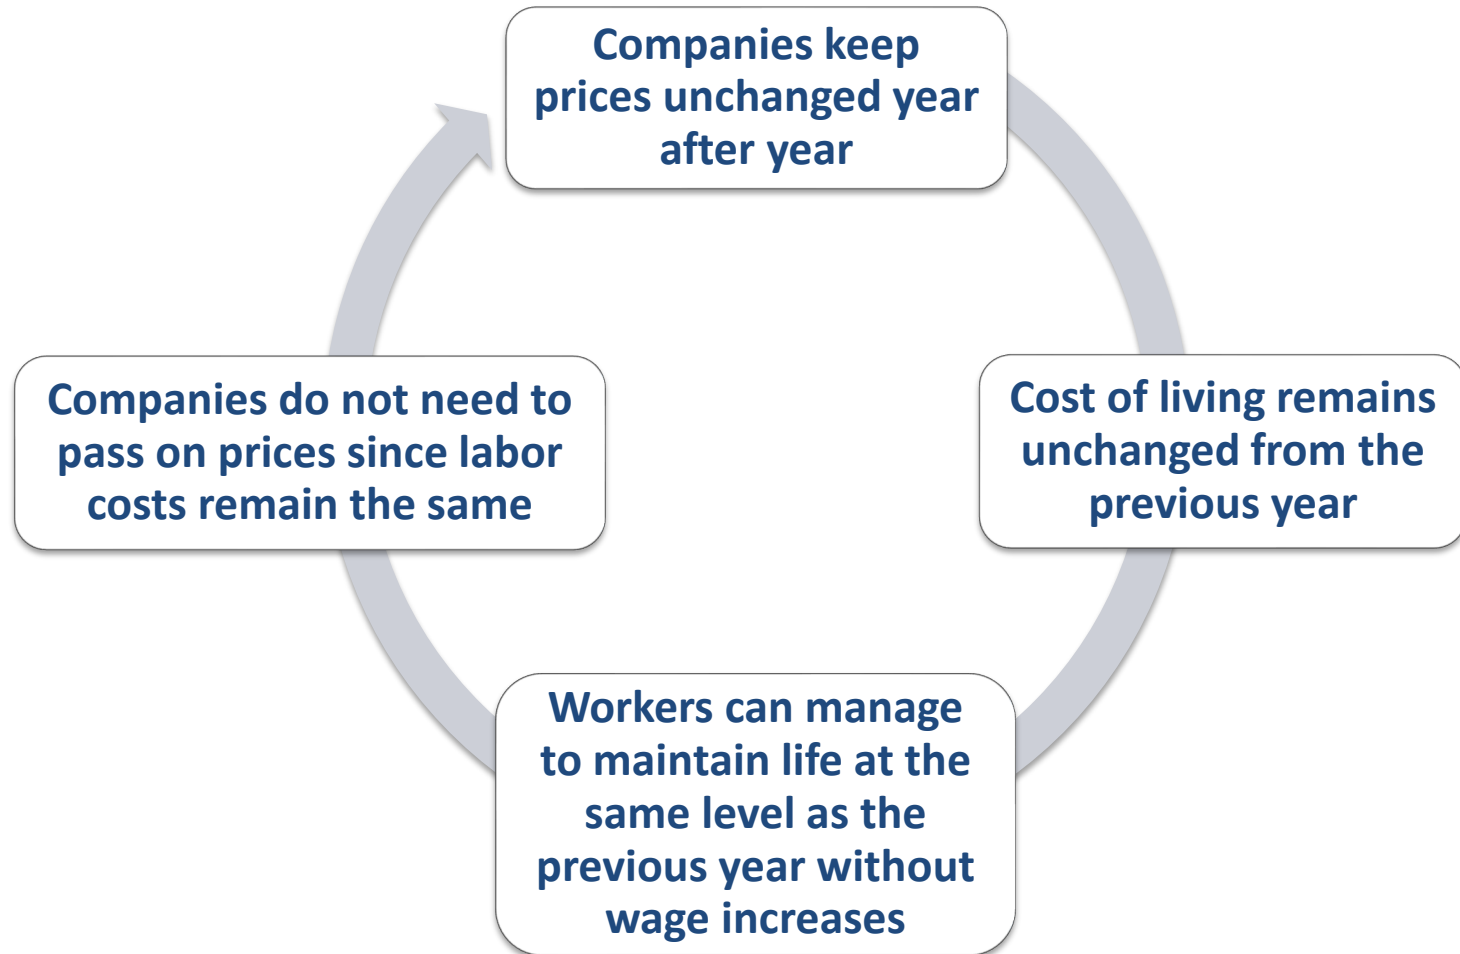 Companies keep
prices unchanged year
after year
Cost of living remains
unchanged from the
previous year
Workers can manage
to maintain life at the
same level as the
previous year without
wage increases
Companies do not need to
pass on prices since labor
costs remain the same